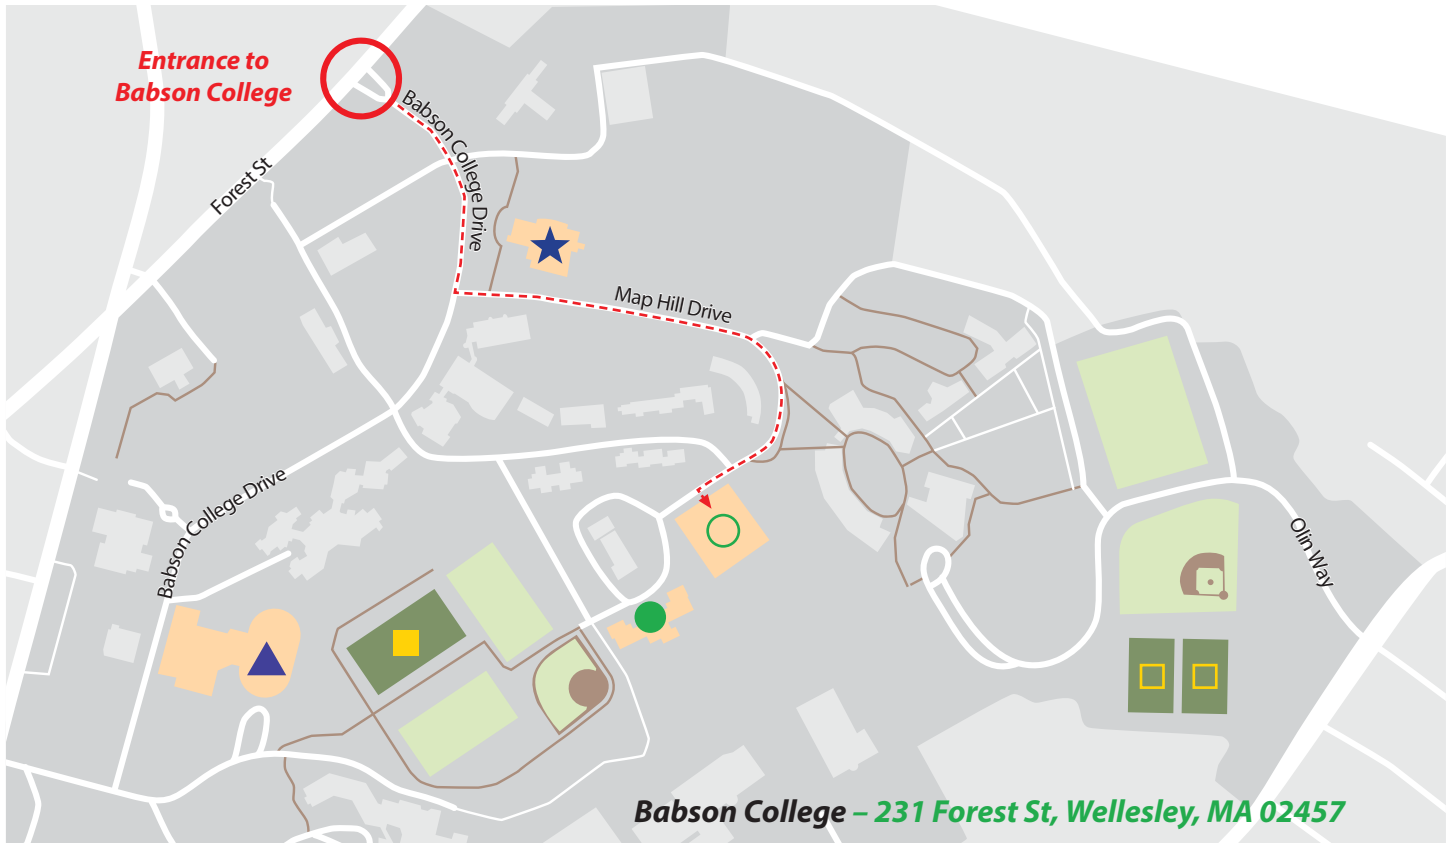 Entrance to
Babson College
Babson College Drive
Forest St
Map Hill Drive
Babson College Drive
Olin Way
Babson College – 231 Forest St, Wellesley, MA 02457